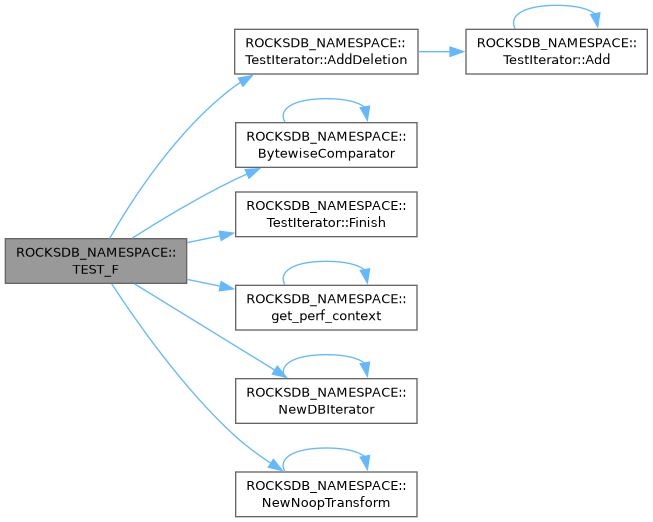 ROCKSDB_NAMESPACE::
TEST_F
ROCKSDB_NAMESPACE::
TestIterator::AddDeletion
ROCKSDB_NAMESPACE::
TestIterator::Add
ROCKSDB_NAMESPACE::
BytewiseComparator
ROCKSDB_NAMESPACE::
TestIterator::Finish
ROCKSDB_NAMESPACE::
get_perf_context
ROCKSDB_NAMESPACE::
NewDBIterator
ROCKSDB_NAMESPACE::
NewNoopTransform